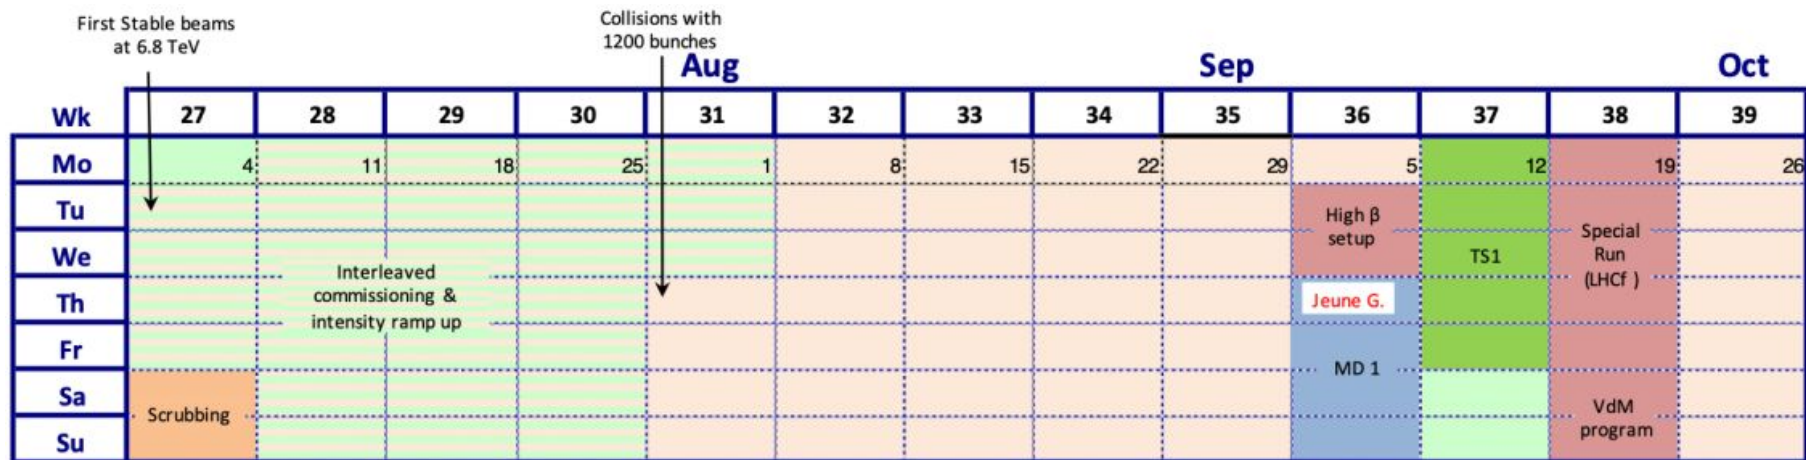 First Stable beams
at 6.8 TeV
Collisions with
1200 bunches
Aug Sep Oct
Wk 27 28 29 30 31 32 33 34 35 36 37 38 39
Mo 4 11 18 25 1 8 15 22 29 5 12 19 26
Tu
We
Th
Fr
Sa
Su
Interleaved
commissioning &
intensity ramp up
Scrubbing
High β
setup
Jeune G.
MD 1
TS1
Special
Run
(LHCf )
VdM
program